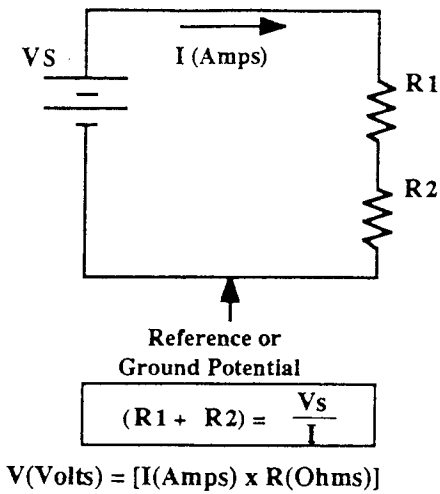 VS
I (Amps)
R1
R2
Reference or
Ground Potential
(R1 + R2) = Vs
I
V(Volts) = [I(Amps) x R(Ohms)]